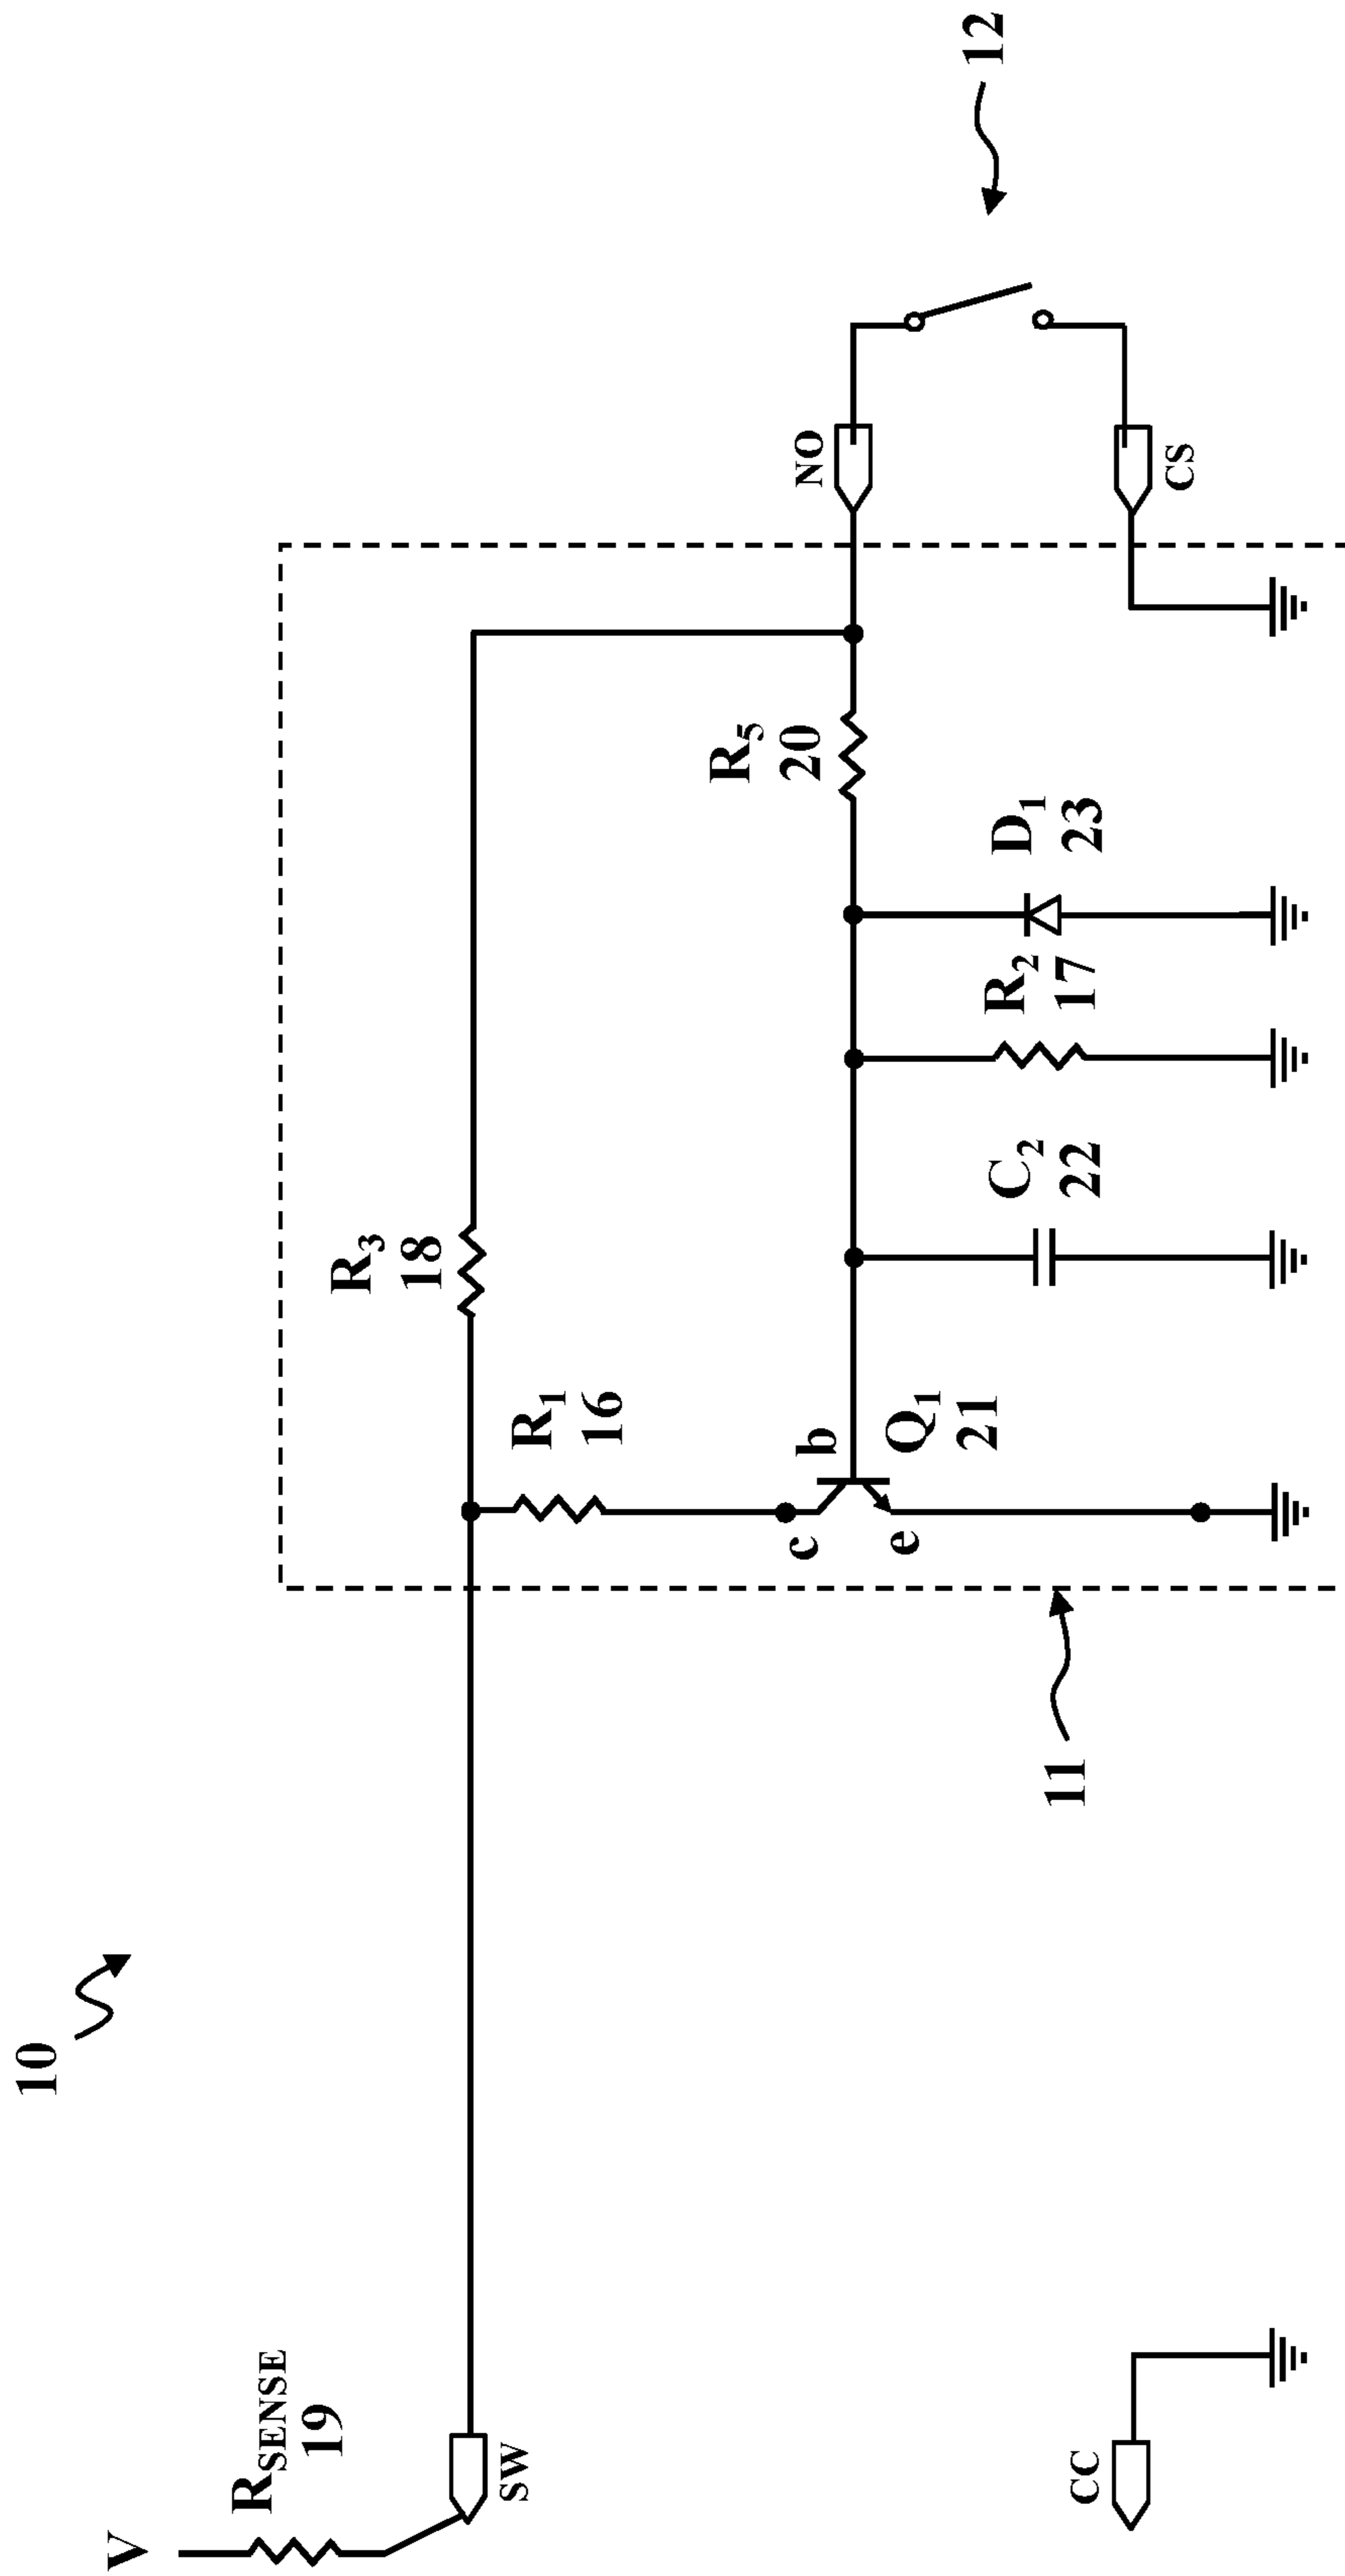 10
V
R_SENSE
19
SW
CC
11
R₃
18
R₁
16
c
b
e
Q₁
21
C₂
22
R₂
17
D₁
23
R₅
20
NO
CS
12